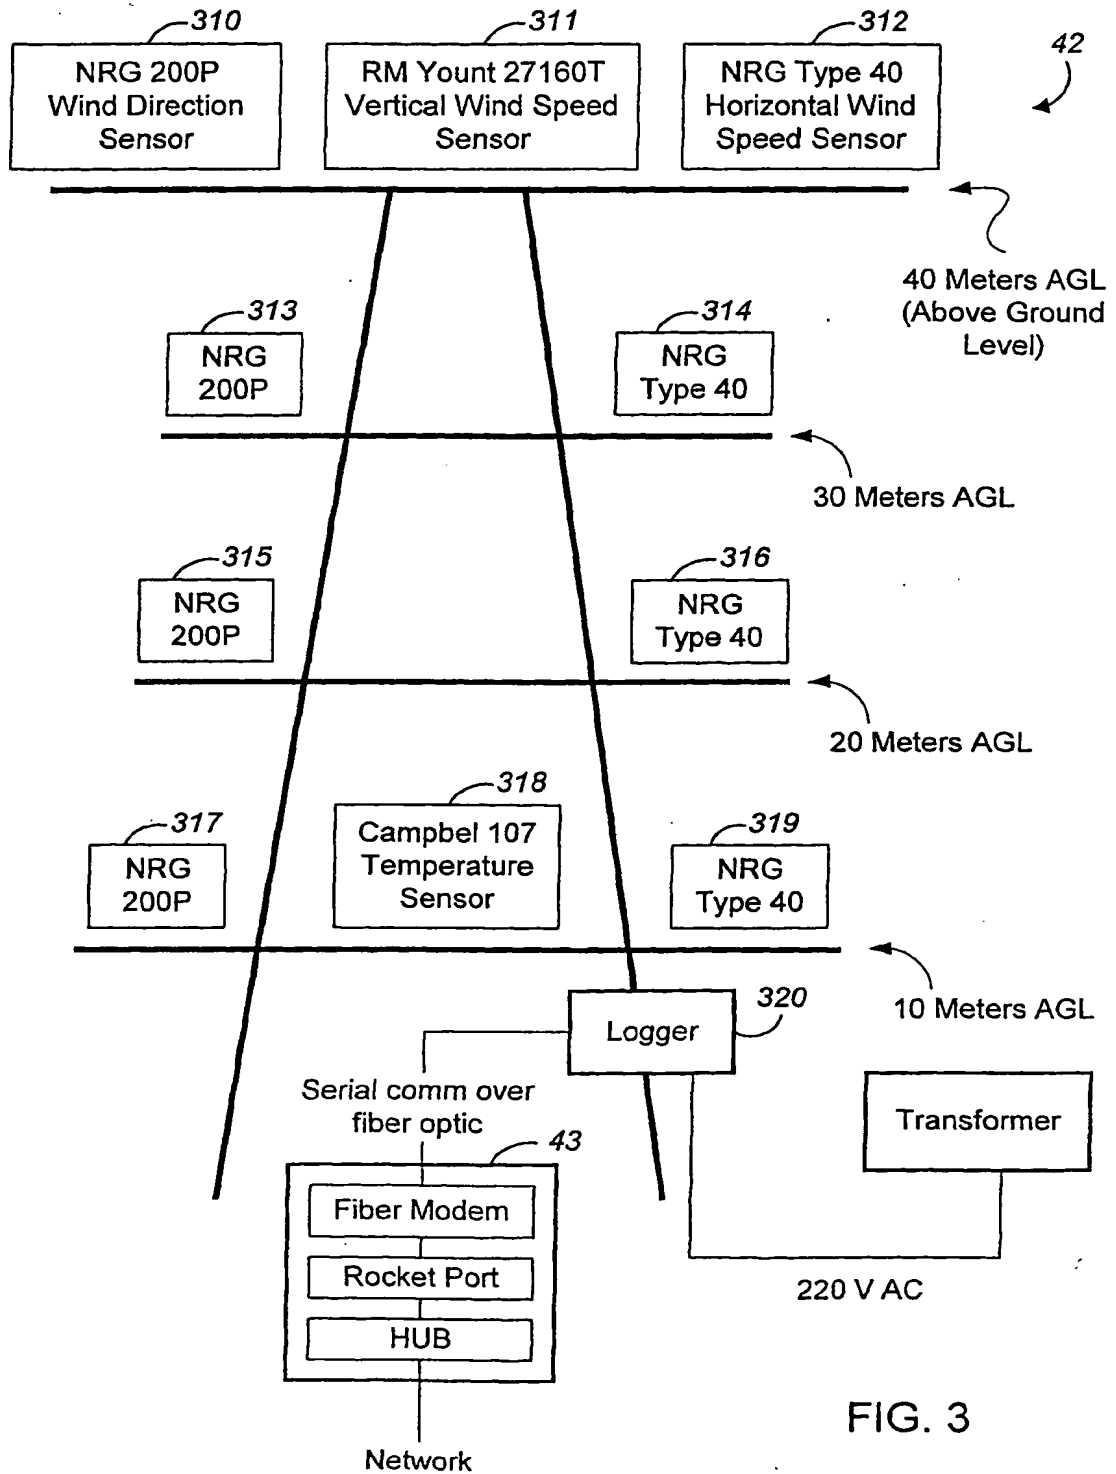 310
311
312
42
NRG 200P
Wind Direction
Sensor
RM Yount 27160T
Vertical Wind Speed
Sensor
NRG Type 40
Horizontal Wind
Speed Sensor
40 Meters AGL
(Above Ground
Level)
313
NRG
200P
314
NRG
Type 40
30 Meters AGL
315
NRG
200P
316
NRG
Type 40
20 Meters AGL
317
NRG
200P
318
Campbel 107
Temperature
Sensor
319
NRG
Type 40
10 Meters AGL
320
Logger
Serial comm over
fiber optic
Transformer
43
Fiber Modem
Rocket Port
HUB
220 V AC
Network
FIG. 3